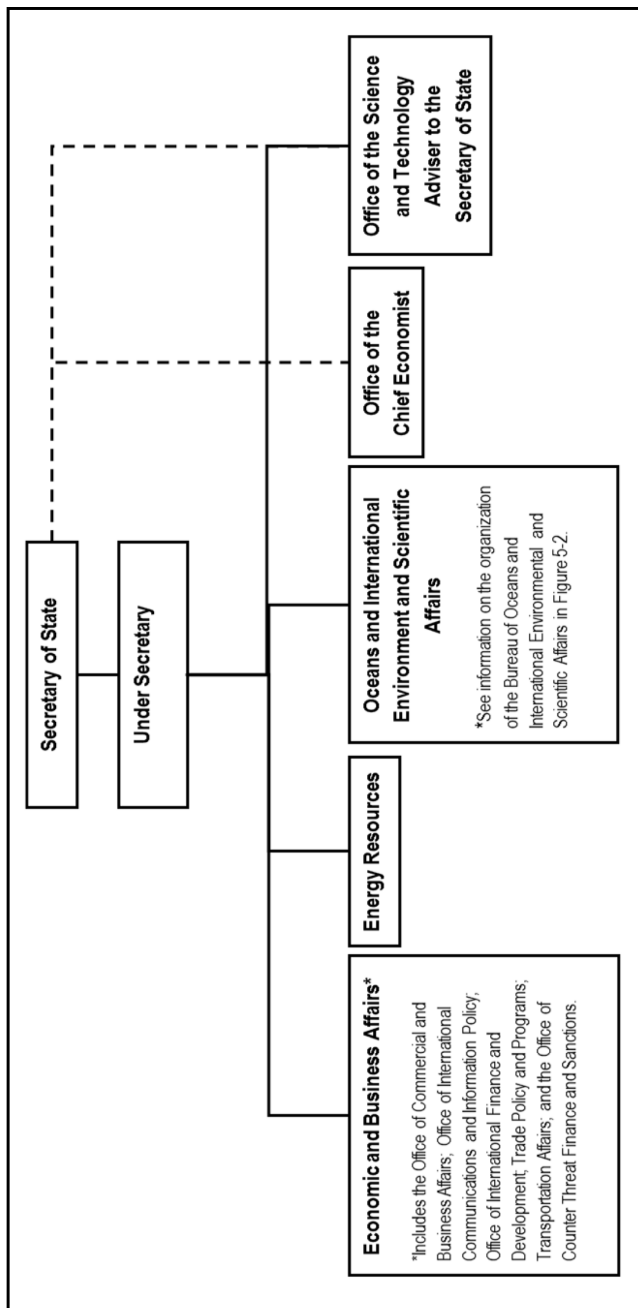 Secretary of State
Under Secretary
Economic and Business Affairs*
*Includes the Office of Commercial and
Business Affairs; Office of International
Communications and Information Policy;
Office of International Finance and
Development; Trade Policy and Programs;
Transportation Affairs; and the Office of
Counter Threat Finance and Sanctions.
Energy Resources
Oceans and International
Environment and Scientific
Affairs
*See information on the organization
of the Bureau of Oceans and
International Environmental and
Scientific Affairs in Figure 5-2.
Office of the
Chief Economist
Office of the Science
and Technology
Adviser to the
Secretary of State